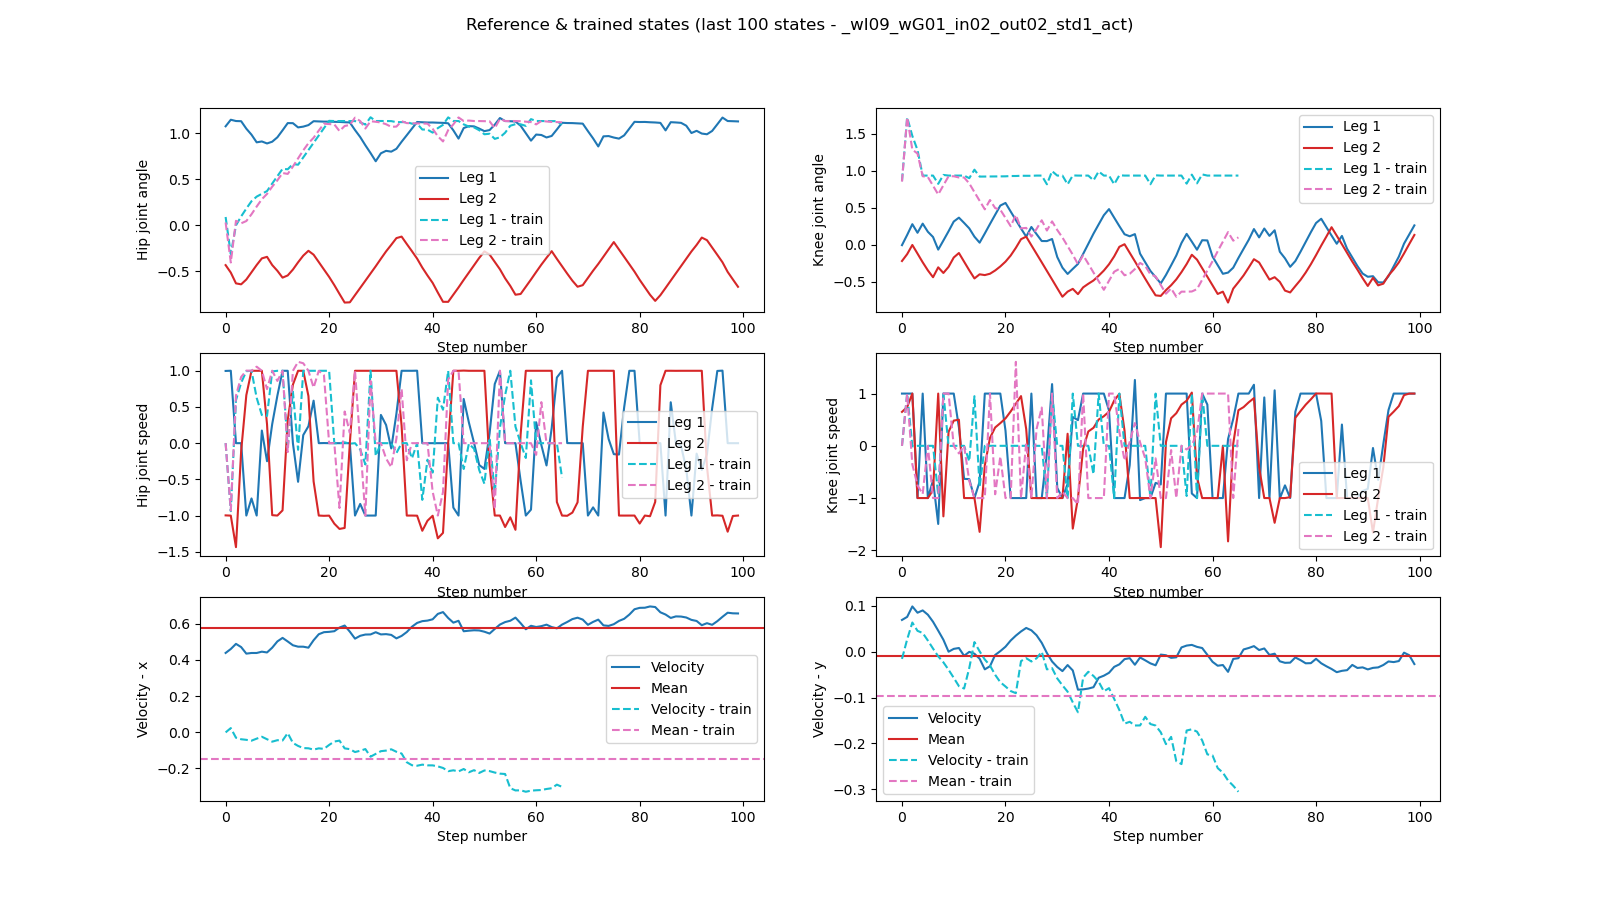 Reference & trained states (last 100 states - _wI09_wG01_in02_out02_std1_act)
Hip joint angle
1.0
0.5
0.0
−0.5
Leg 1
Leg 2
Leg 1 - train
Leg 2 - train
0 20 40 60 80 100
Step number
Knee joint angle
1.5
1.0
0.5
0.0
−0.5
Leg 1
Leg 2
Leg 1 - train
Leg 2 - train
0 20 40 60 80 100
Step number
Hip joint speed
1.0
0.5
0.0
−0.5
−1.0
−1.5
Leg 1
Leg 2
Leg 1 - train
Leg 2 - train
0 20 40 60 80 100
Step number
Knee joint speed
1
0
−1
−2
Leg 1
Leg 2
Leg 1 - train
Leg 2 - train
0 20 40 60 80 100
Step number
Velocity - x
0.6
0.4
0.2
0.0
−0.2
Velocity
Mean
Velocity - train
Mean - train
0 20 40 60 80 100
Step number
Velocity - y
0.1
0.0
−0.1
−0.2
−0.3
Velocity
Mean
Velocity - train
Mean - train
0 20 40 60 80 100
Step number